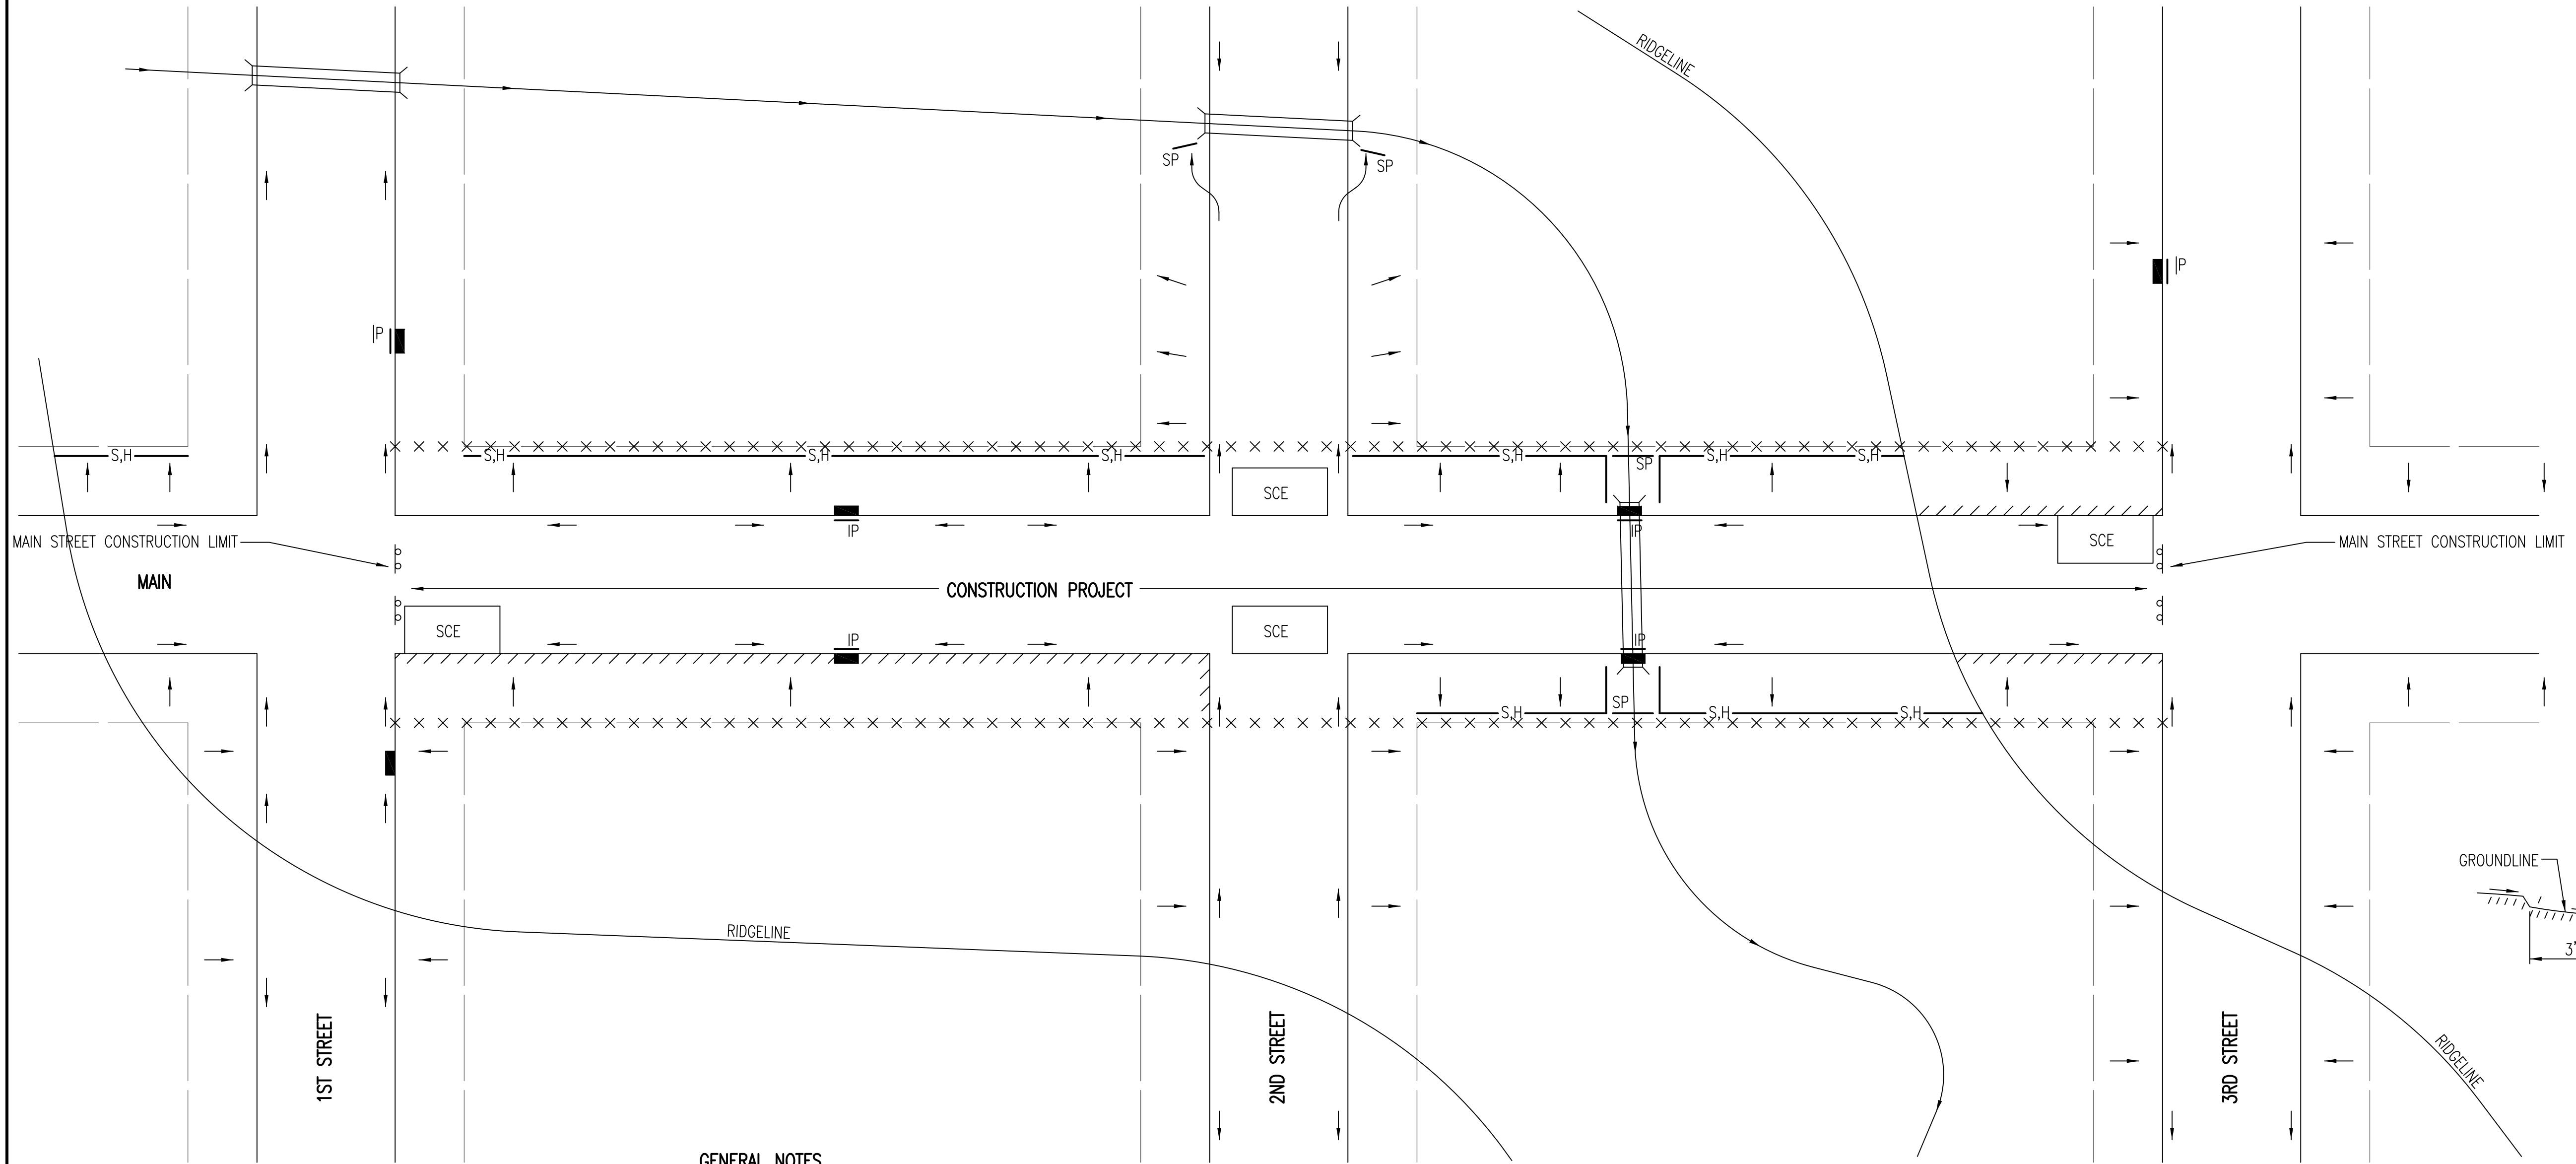 RIDGELINE
SP
SP
IP
IP
S,H
S,H
S,H
S,H
S,H
SP
S,H
S,H
SCE
IP
IP
MAIN STREET CONSTRUCTION LIMIT
SCE
MAIN STREET CONSTRUCTION LIMIT
MAIN
CONSTRUCTION PROJECT
SCE
SCE
IP
IP
SP
S,H
S,H
S,H
GROUNDLINE
RIDGELINE
3'
1ST STREET
2ND STREET
3RD STREET
RIDGELINE
GENERAL NOTES